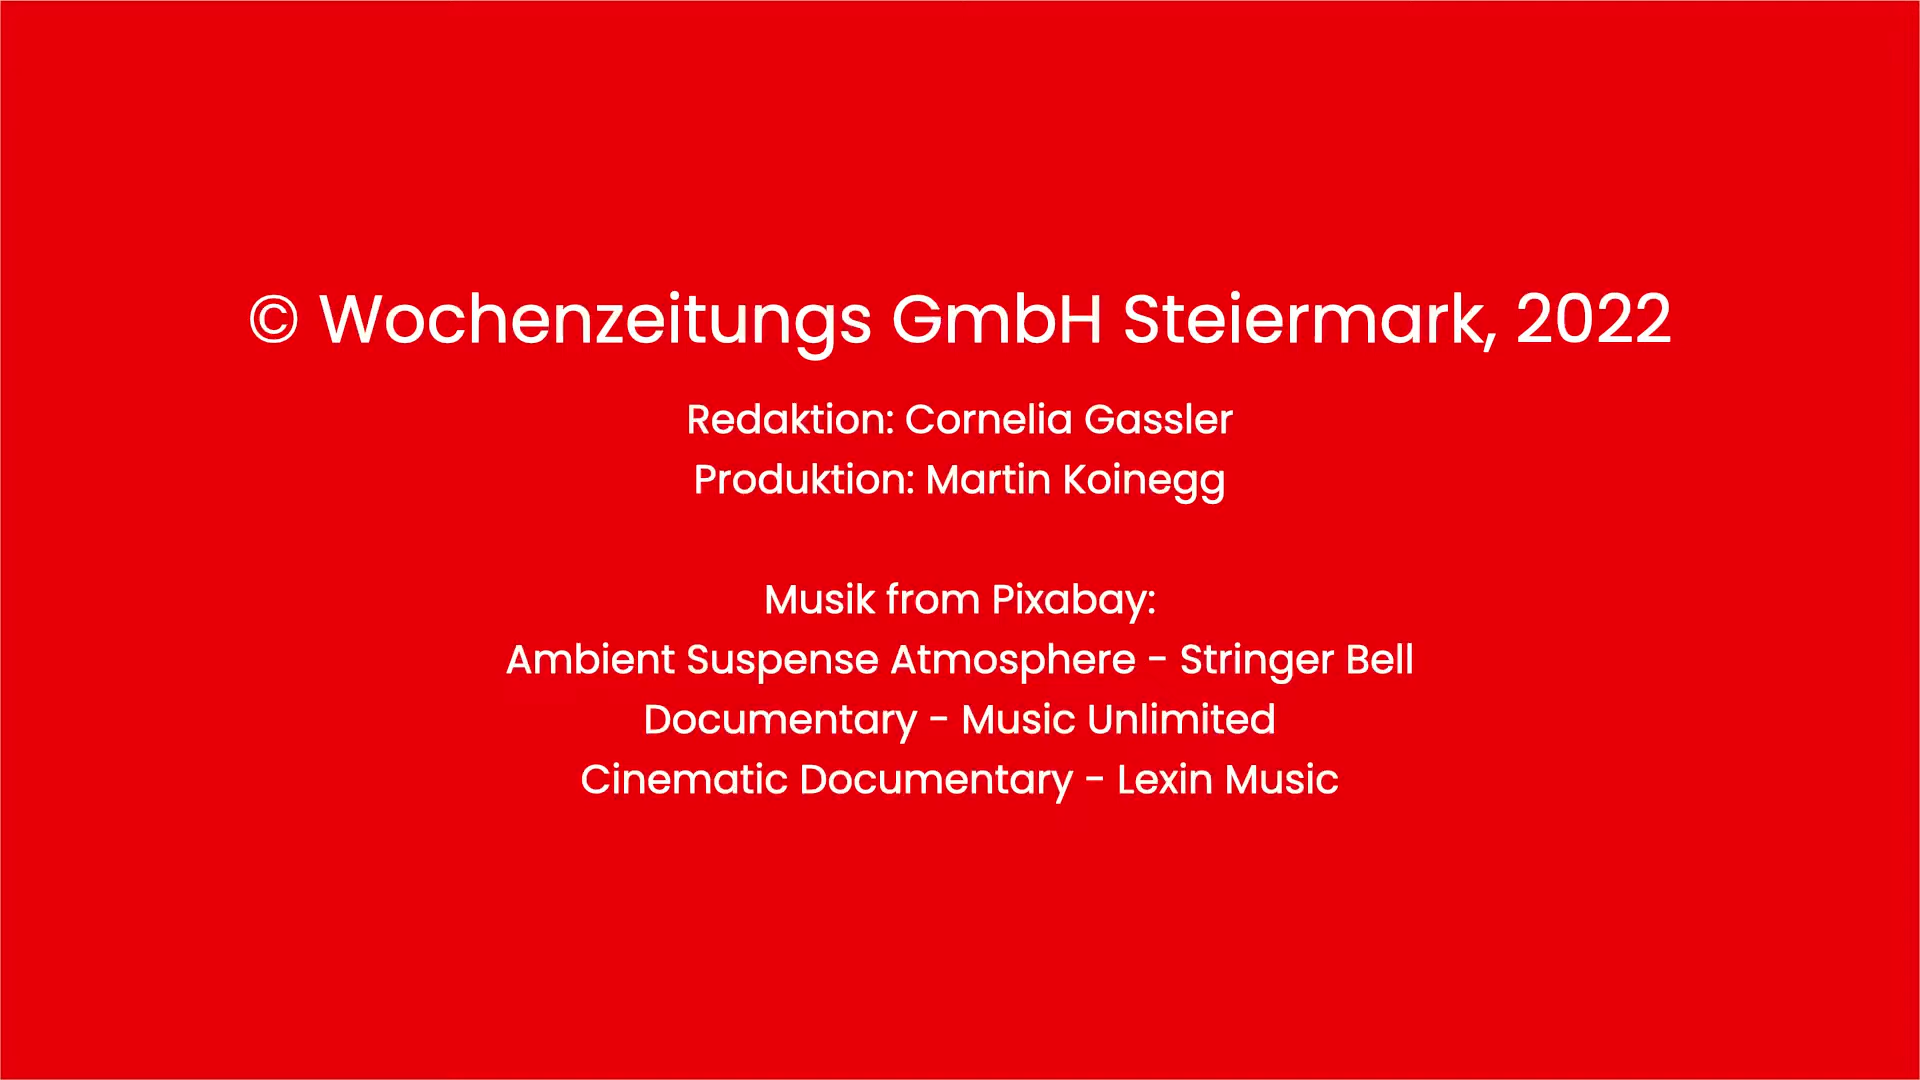 © Wochenzeitungs GmbH Steiermark, 2022
Redaktion: Cornelia Gassler
Produktion: Martin Koinegg
Musik from Pixabay:
Ambient Suspense Atmosphere - Stringer Bell
Documentary - Music Unlimited
Cinematic Documentary - Lexin Music